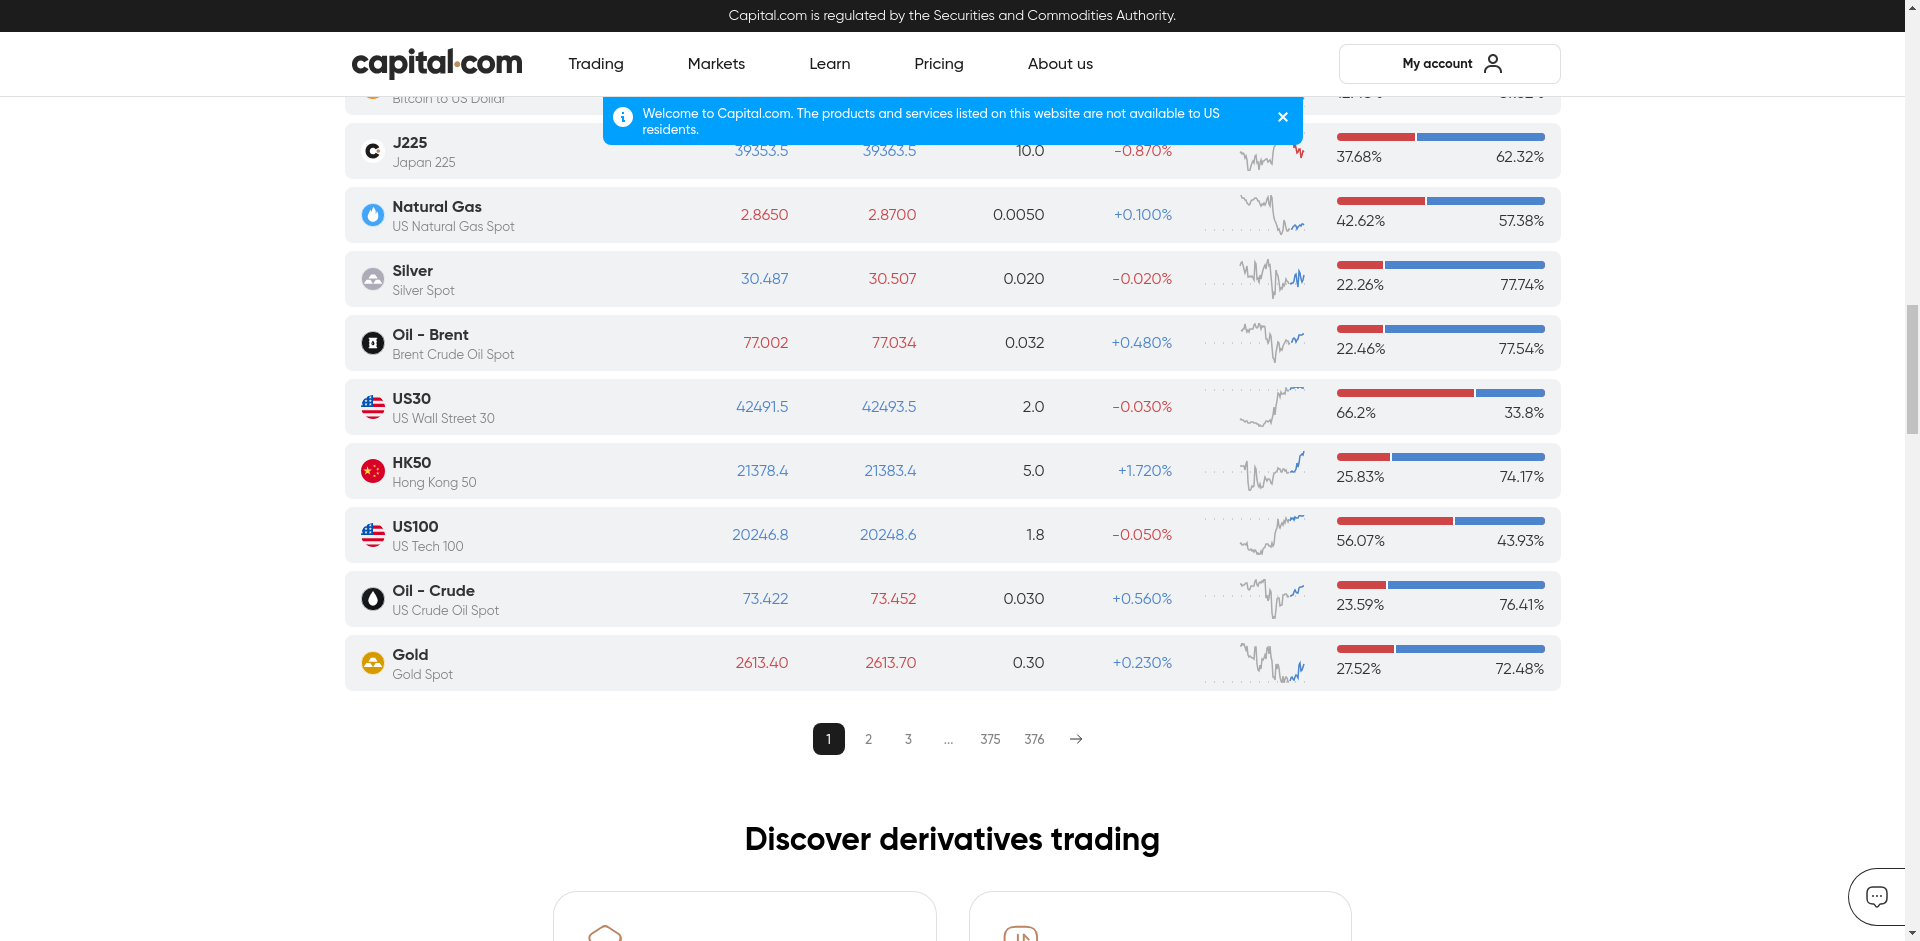 Capital.com is regulated by the Securities and Commodities Authority.
capital.com
Trading Markets Learn Pricing About us
My account
Bitcoin to US Dollar
Welcome to Capital.com. The products and services listed on this website are not available to US
residents.
J225
Japan 225
39353.5 39363.5 10.0 -0.870% 37.68% 62.32%
Natural Gas
US Natural Gas Spot
2.8650 2.8700 0.0050 +0.100% 42.62% 57.38%
Silver
Silver Spot
30.487 30.507 0.020 -0.020% 22.26% 77.74%
Oil - Brent
Brent Crude Oil Spot
77.002 77.034 0.032 +0.480% 22.46% 77.54%
US30
US Wall Street 30
42491.5 42493.5 2.0 -0.030% 66.2% 33.8%
HK50
Hong Kong 50
21378.4 21383.4 5.0 +1.720% 25.83% 74.17%
US100
US Tech 100
20246.8 20248.6 1.8 -0.050% 56.07% 43.93%
Oil - Crude
US Crude Oil Spot
73.422 73.452 0.030 +0.560% 23.59% 76.41%
Gold
Gold Spot
2613.40 2613.70 0.30 +0.230% 27.52% 72.48%
1 2 3 ... 375 376
Discover derivatives trading